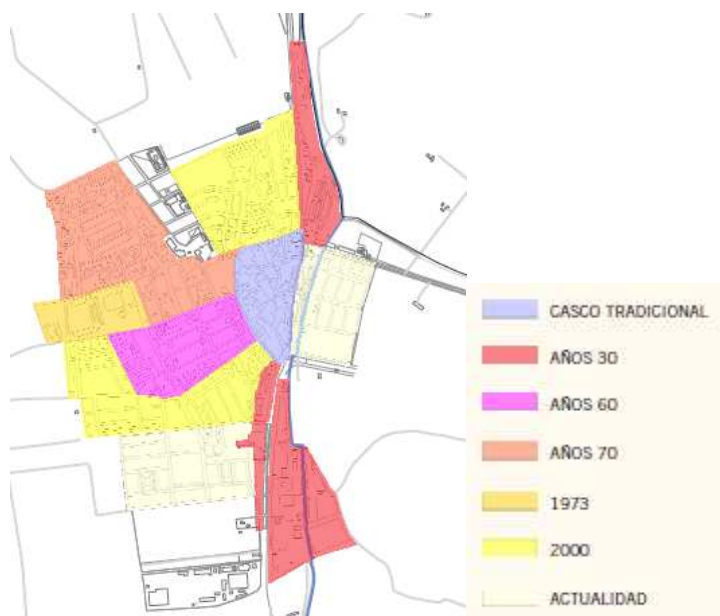 CASCO TRADICIONAL
AÑOS 30
AÑOS 60
AÑOS 70
1973
2000
ACTUALIDAD